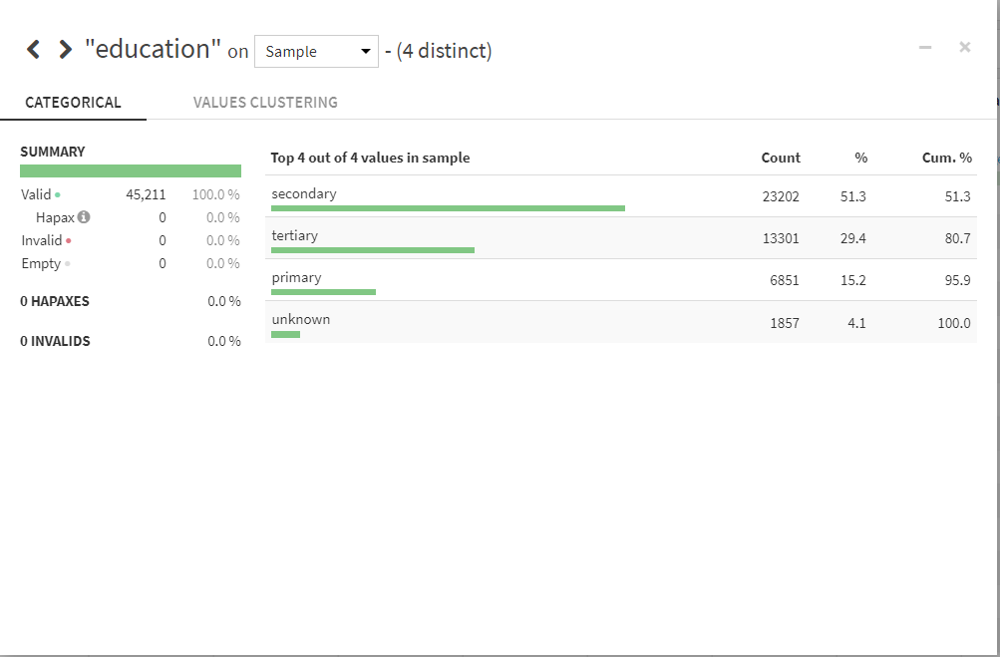 "education" on Sample - (4 distinct)
CATEGORICAL VALUES CLUSTERING
SUMMARY
Valid 45,211 100.0 %
Hapax 0 0.0 %
Invalid 0 0.0 %
Empty 0 0.0 %
0 HAPAXES 0.0 %
0 INVALIDS 0.0 %
Top 4 out of 4 values in sample Count % Cum. %
secondary 23202 51.3 51.3
tertiary 13301 29.4 80.7
primary 6851 15.2 95.9
unknown 1857 4.1 100.0